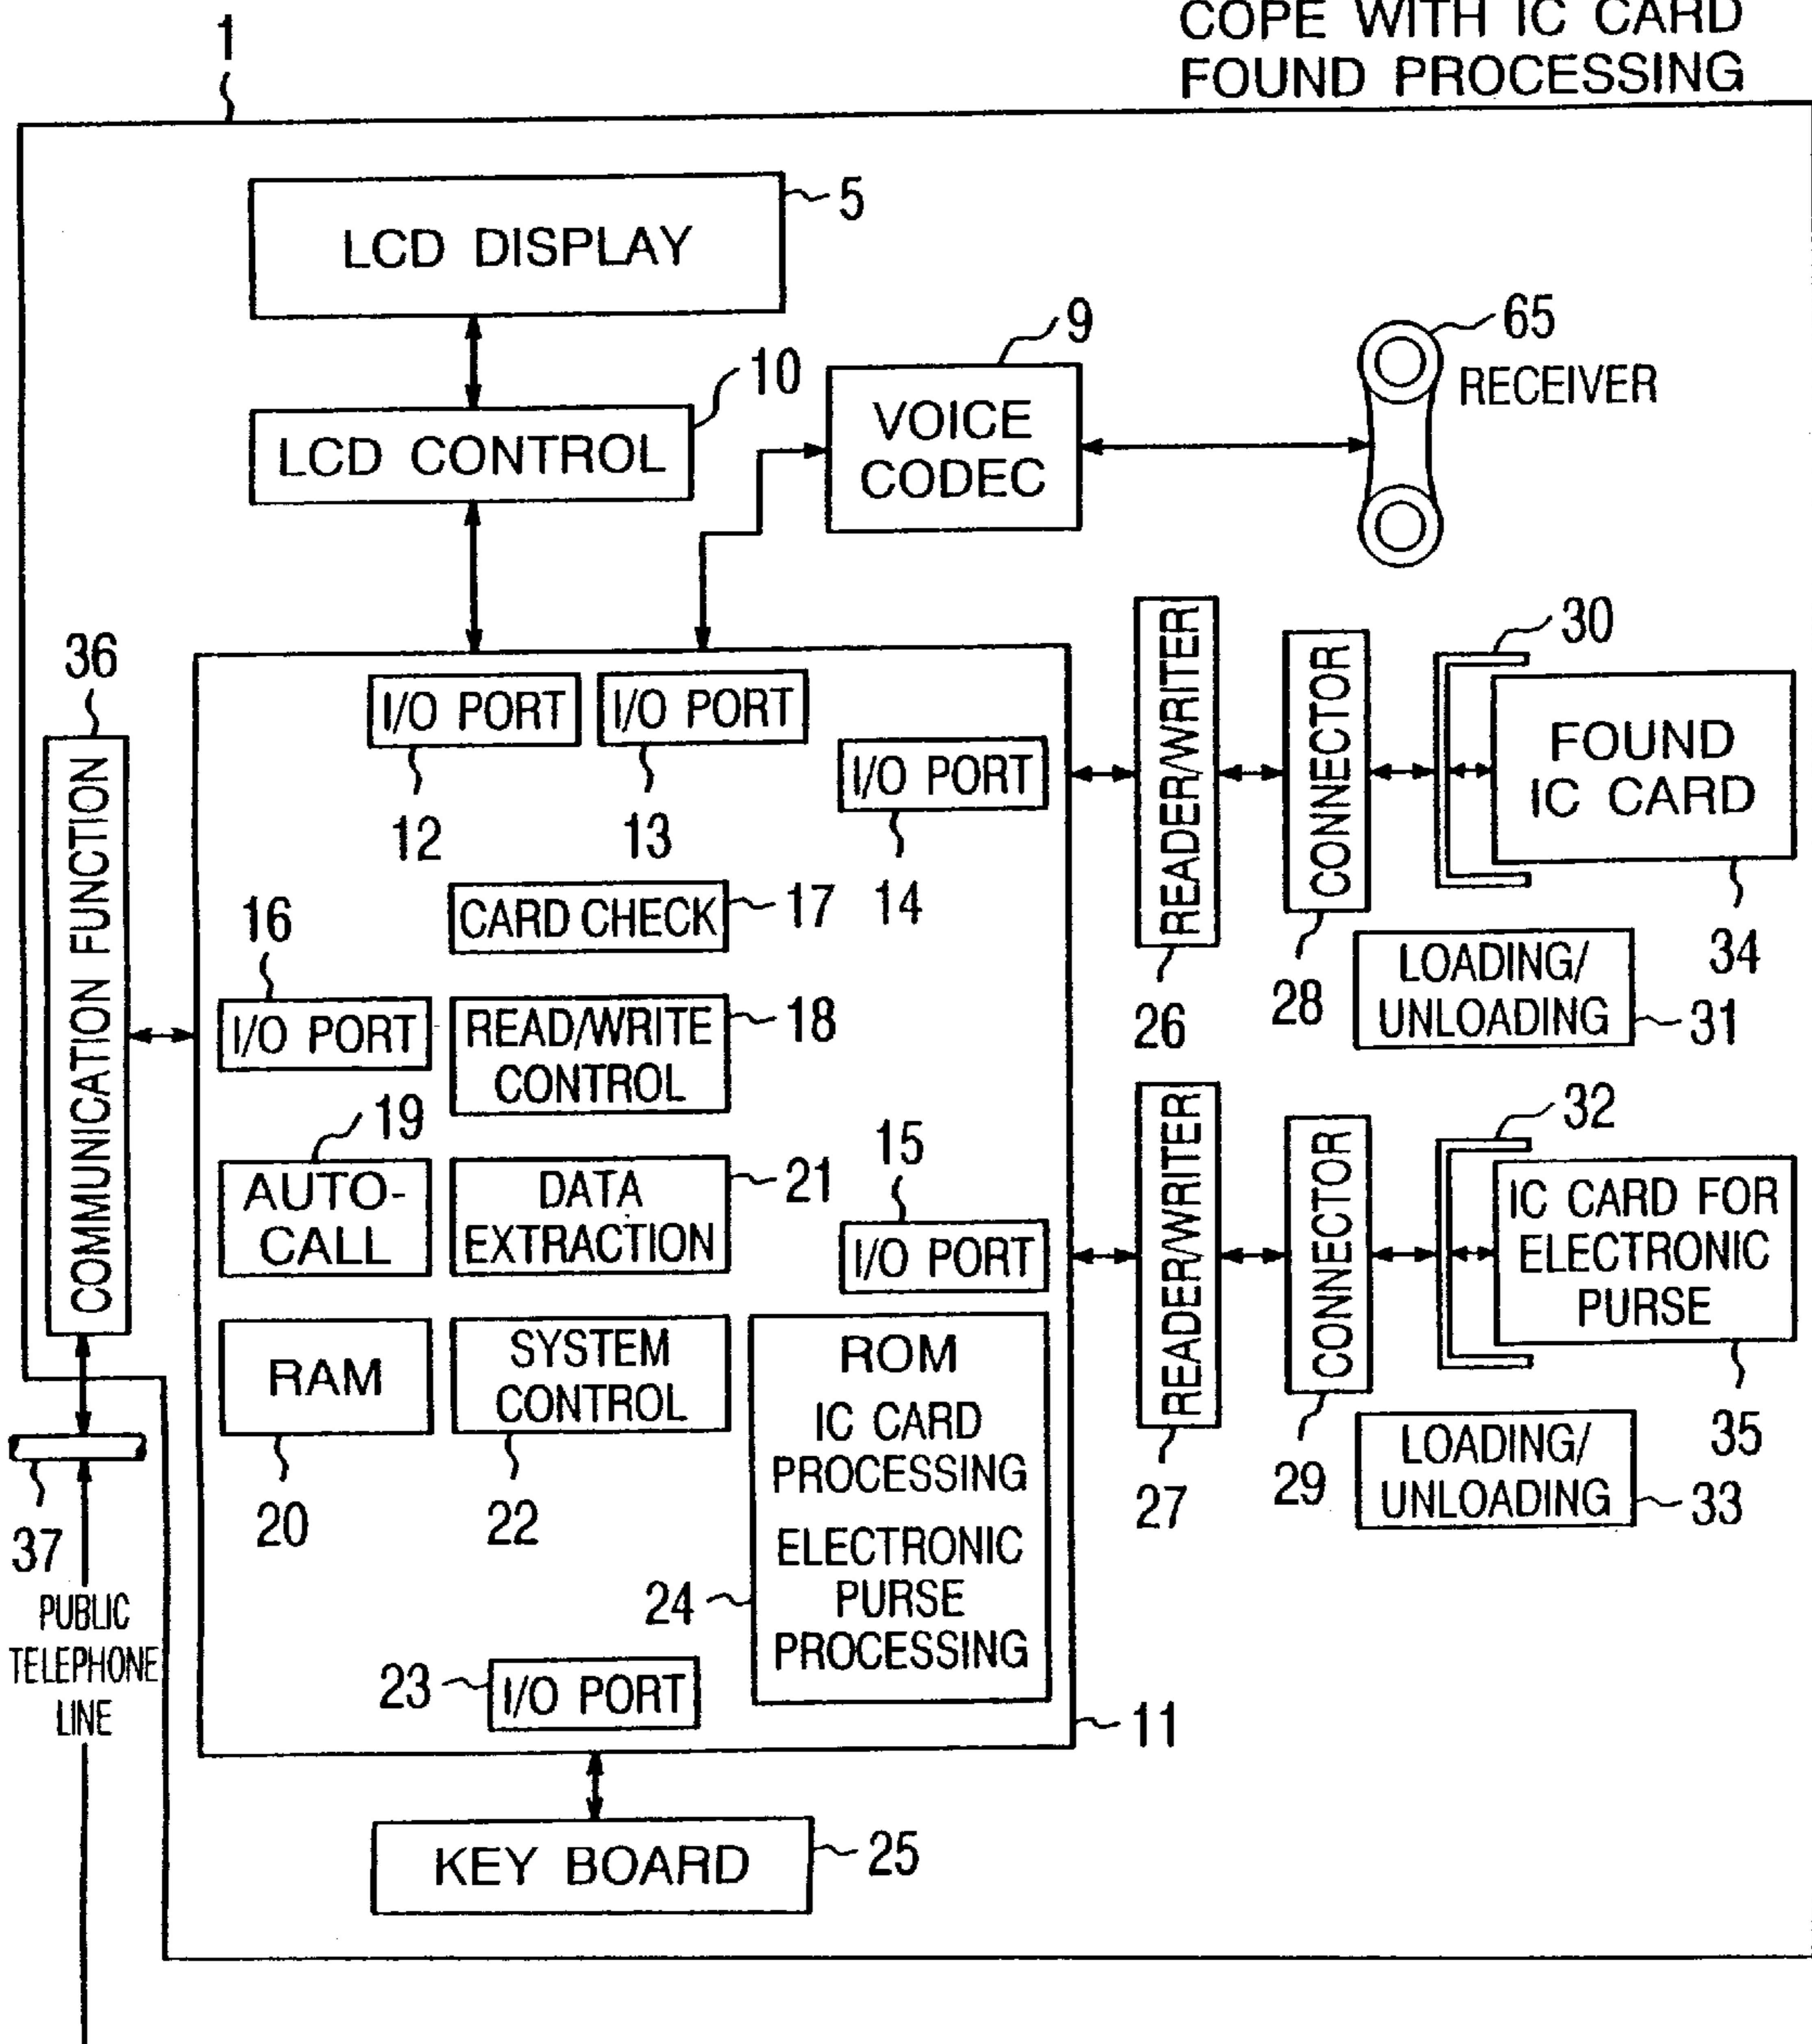 COPE WITH IC CARD
FOUND PROCESSING
1
LCD DISPLAY
5
LCD CONTROL
10
VOICE
CODEC
9
65
RECEIVER
36
COMMUNICATION FUNCTION
I/O PORT
12
I/O PORT
13
I/O PORT
14
CARD CHECK
17
16
I/O PORT
READ/WRITE
CONTROL
18
19
AUTO-
CALL
DATA
EXTRACTION
21
15
I/O PORT
RAM
20
SYSTEM
CONTROL
22
ROM
IC CARD
PROCESSING
ELECTRONIC
PURSE
PROCESSING
24
23
I/O PORT
11
KEY BOARD
25
READER/WRITER
26
CONNECTOR
28
30
FOUND
IC CARD
34
LOADING/
UNLOADING
31
READER/WRITER
27
CONNECTOR
29
32
IC CARD FOR
ELECTRONIC
PURSE
35
LOADING/
UNLOADING
33
37
PUBLIC
TELEPHONE
LINE